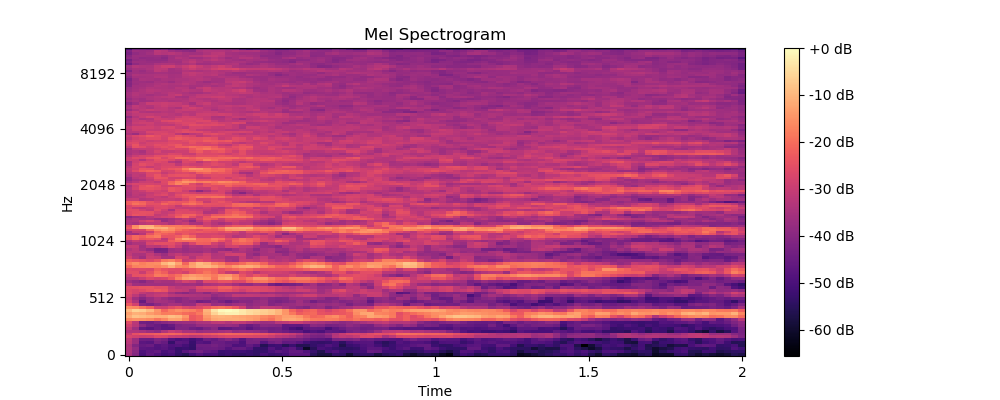 Mel Spectrogram
Hz
8192
4096
2048
1024
512
0
0
0.5
1
1.5
2
Time
+0 dB
-10 dB
-20 dB
-30 dB
-40 dB
-50 dB
-60 dB